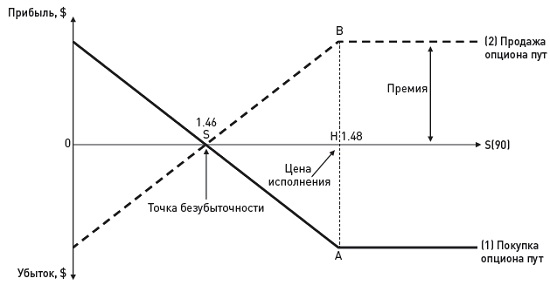 Прибыль, $
B
(2) Продажа
опциона пут
Премия
1.46
S
0
H 1.48
S(90)
Цена
исполнения
Точка безубыточности
(1) Покупка
опциона пут
A
Убыток, $